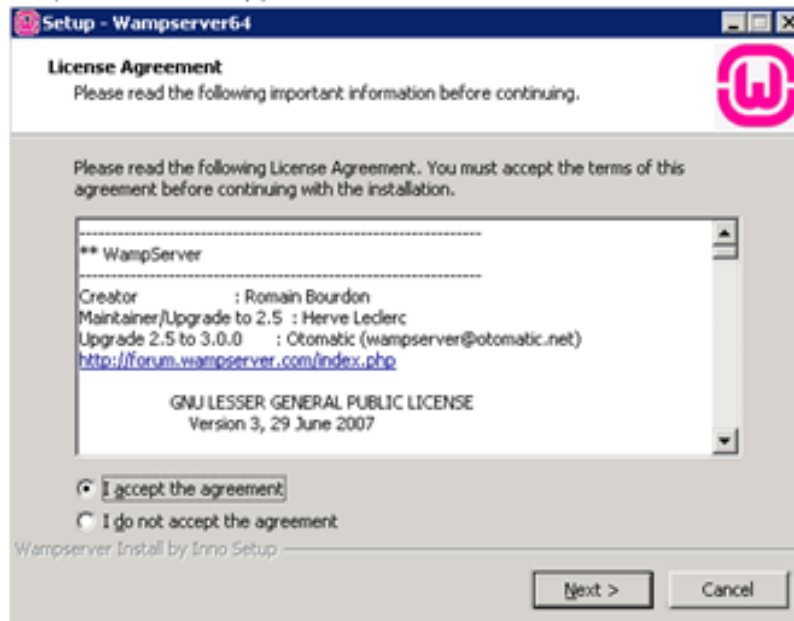 Setup - Wampserver64
License Agreement
Please read the following important information before continuing.
Please read the following License Agreement. You must accept the terms of this
agreement before continuing with the installation.
------------------------------------------------------------
** WampServer
------------------------------------------------------------
Creator : Romain Bourdon
Maintainer/Upgrade to 2.5 : Herve Leclerc
Upgrade 2.5 to 3.0.0 : Otomatic (wampserver@otomatic.net)
http://forum.wampserver.com/index.php
GNU LESSER GENERAL PUBLIC LICENSE
Version 3, 29 June 2007
I accept the agreement
I do not accept the agreement
Wampserver Install by Inno Setup
Next >
Cancel